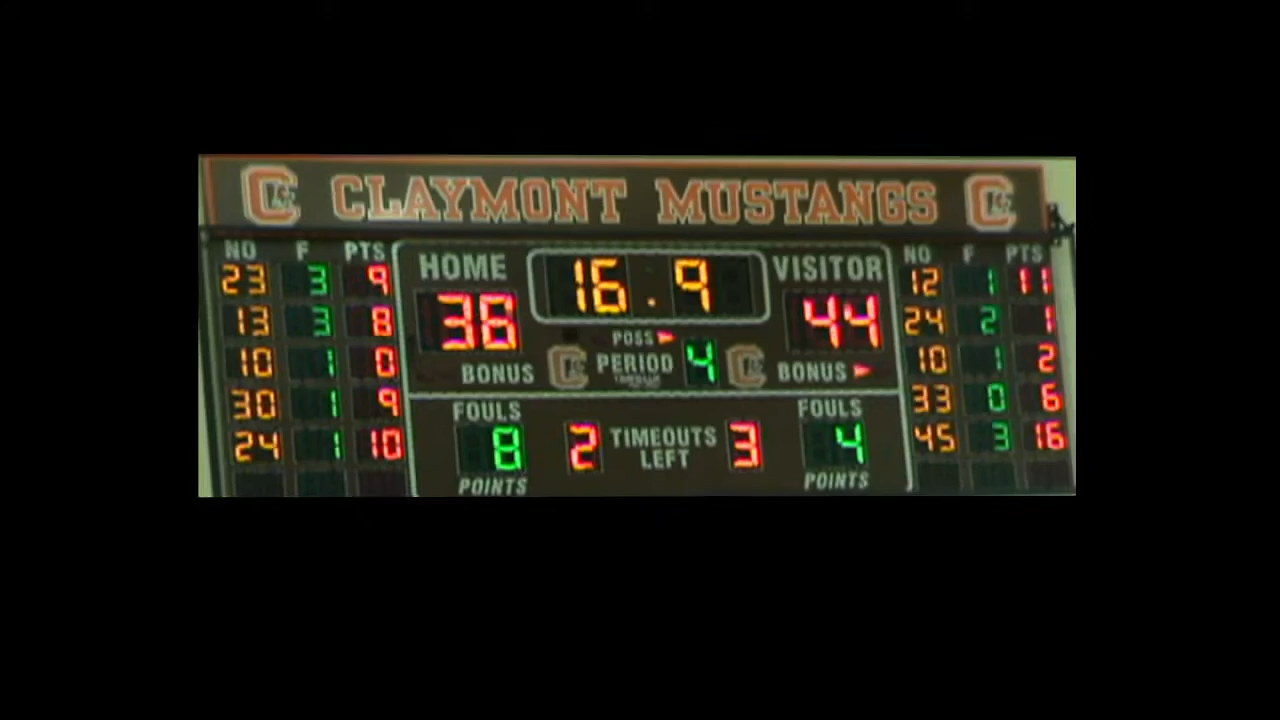 C CLAYMONT MUSTANGS C
NO F PTS
23 3 9
13 3 8
10 1 0
30 1 9
24 1 10
HOME
38
BONUS
16.9
POSS
C PERIOD 4 C
VISITOR
44
BONUS
FOULS
8
POINTS
2 TIMEOUTS LEFT 3
FOULS
4
POINTS
NO F PTS
12 1 11
24 2 1
10 1 2
33 0 6
45 3 16